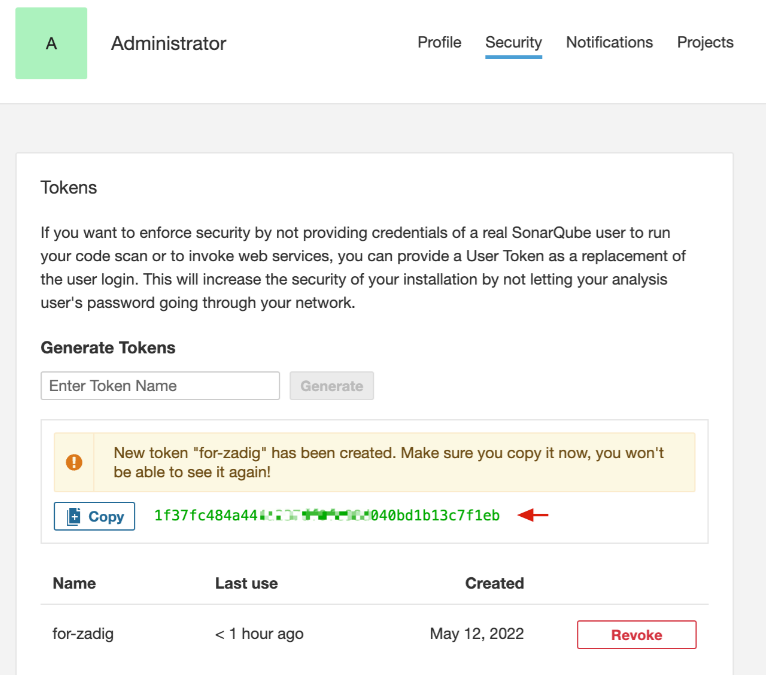 A
Administrator
Profile Security Notifications Projects
Tokens
If you want to enforce security by not providing credentials of a real SonarQube user to run
your code scan or to invoke web services, you can provide a User Token as a replacement of
the user login. This will increase the security of your installation by not letting your analysis
user's password going through your network.
Generate Tokens
Enter Token Name Generate
New token "for-zadig" has been created. Make sure you copy it now, you won't
be able to see it again!
Copy 1f37fc484a44 040bd1b13c7f1eb
Name Last use Created
for-zadig < 1 hour ago May 12, 2022 Revoke